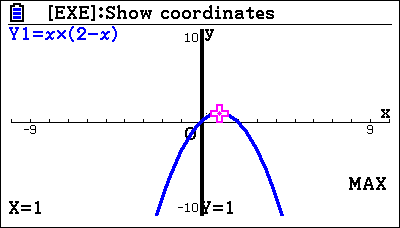 [EXE]:Show coordinates
Y1=x×(2-x)
10
y
x
-9
O
9
MAX
-10
X=1
Y=1